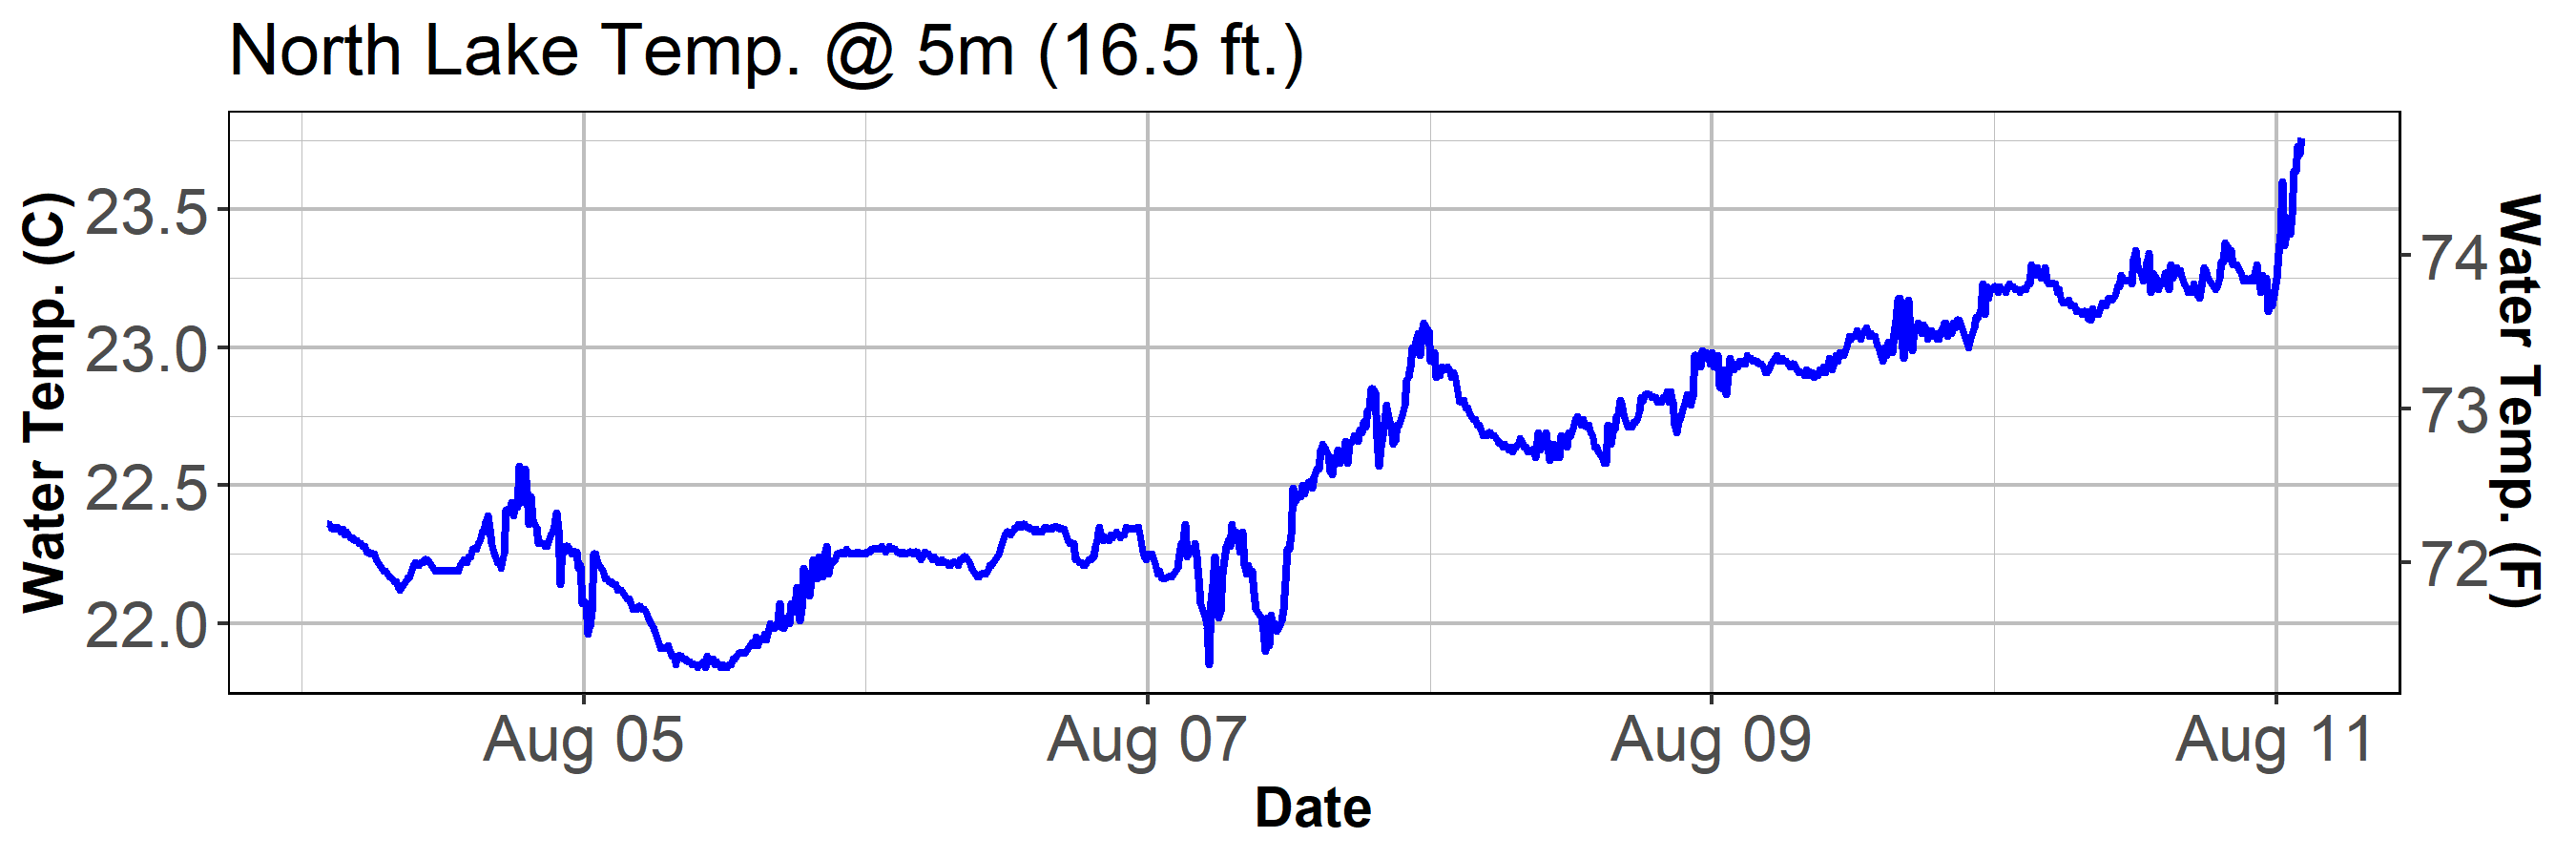 North Lake Temp. @ 5m (16.5 ft.)
Water Temp. (C)
23.5
23.0
22.5
22.0
74
73
72
Water Temp. (F)
Aug 05 Aug 07 Aug 09 Aug 11
Date